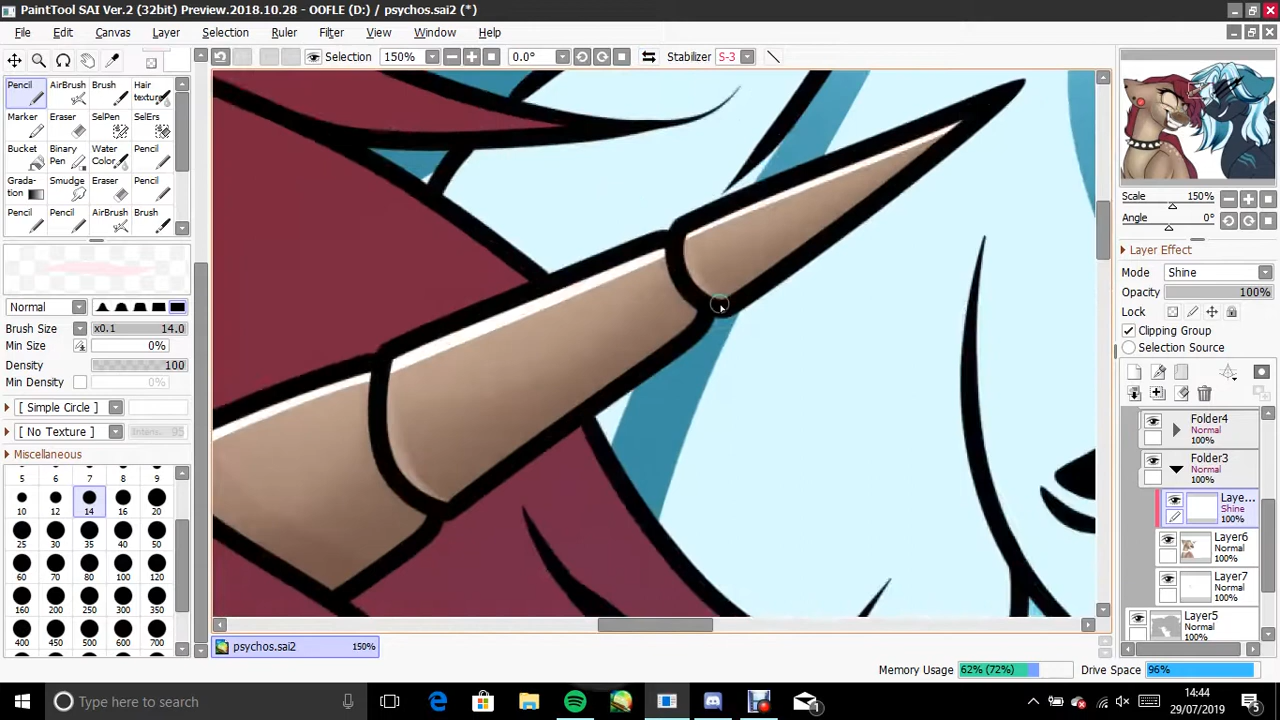 PaintTool SAI Ver.2 (32bit) Preview.2018.10.28 - OOFLE (D:) / psychos.sai2 (*)
File Edit Canvas Layer Selection Ruler Filter View Window Help
Selection 150% 0.0° Stabilizer S-3
Pencil AirBrush Brush Hair texture
Marker Eraser SelPen SelErs
Bucket Binary Pen Water Color Pencil
Gradation Smudge Eraser Pencil
Pencil Pencil AirBrush Brush
Normal
Brush Size x0.1 14.0
Min Size 0%
Density 100
Min Density 0%
[ Simple Circle ]
[ No Texture ] 95
Miscellaneous
5 6 7 8 9
10 12 14 16 20
25 30 35 40 50
60 70 80 100 120
160 200 250 300 350
400 450 500 600 700
Scale 150%
Angle 0°
Layer Effect
Mode Shine
Opacity 100%
Clipping Group
Selection Source
Folder4
Normal
100%
Folder3
Normal
100%
Laye...
Shine
100%
Layer6
Normal
100%
Layer7
Normal
100%
Layer5
Normal
100%
psychos.sai2 150%
Memory Usage 62% (72%) Drive Space 96%
Type here to search
1
14:44
29/07/2019
5